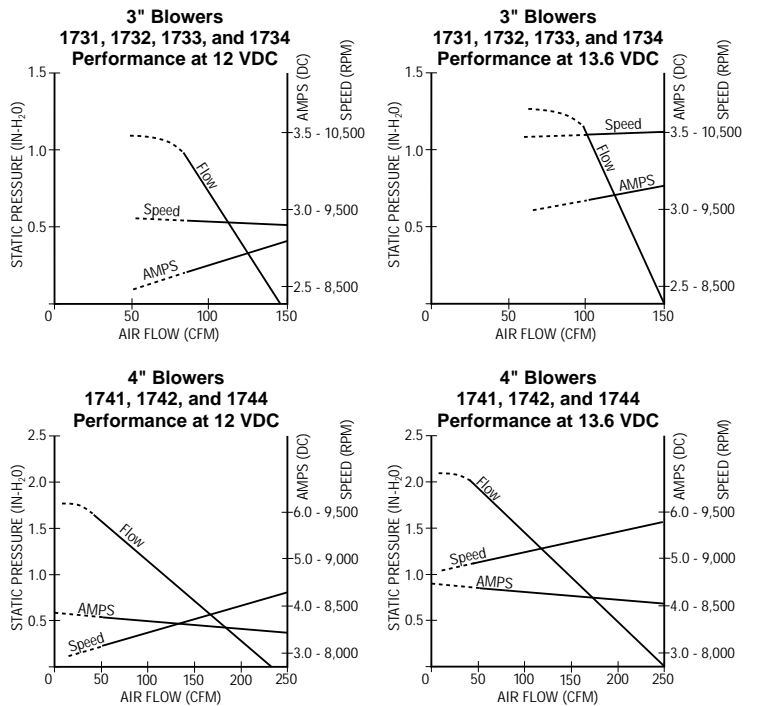 3" Blowers
1731, 1732, 1733, and 1734
Performance at 12 VDC
STATIC PRESSURE (IN-H₂0)
AMPS (DC)
SPEED (RPM)
1.5
1.0
0.5
3.5 - 10,500
3.0 - 9,500
2.5 - 8,500
Flow
Speed
AMPS
0
50
100
150
AIR FLOW (CFM)
3" Blowers
1731, 1732, 1733, and 1734
Performance at 13.6 VDC
STATIC PRESSURE (IN-H₂0)
AMPS (DC)
SPEED (RPM)
1.5
1.0
0.5
3.5 - 10,500
3.0 - 9,500
2.5 - 8,500
Speed
Flow
AMPS
0
50
100
150
AIR FLOW (CFM)
4" Blowers
1741, 1742, and 1744
Performance at 12 VDC
STATIC PRESSURE (IN-H₂0)
AMPS (DC)
SPEED (RPM)
2.5
2.0
1.5
1.0
0.5
6.0 - 9,500
5.0 - 9,000
4.0 - 8,500
3.0 - 8,000
Flow
AMPS
Speed
0
50
100
150
200
250
AIR FLOW (CFM)
4" Blowers
1741, 1742, and 1744
Performance at 13.6 VDC
STATIC PRESSURE (IN-H₂0)
AMPS (DC)
SPEED (RPM)
2.5
2.0
1.5
1.0
0.5
6.0 - 9,500
5.0 - 9,000
4.0 - 8,500
3.0 - 8,000
Flow
Speed
AMPS
0
50
100
150
200
250
AIR FLOW (CFM)